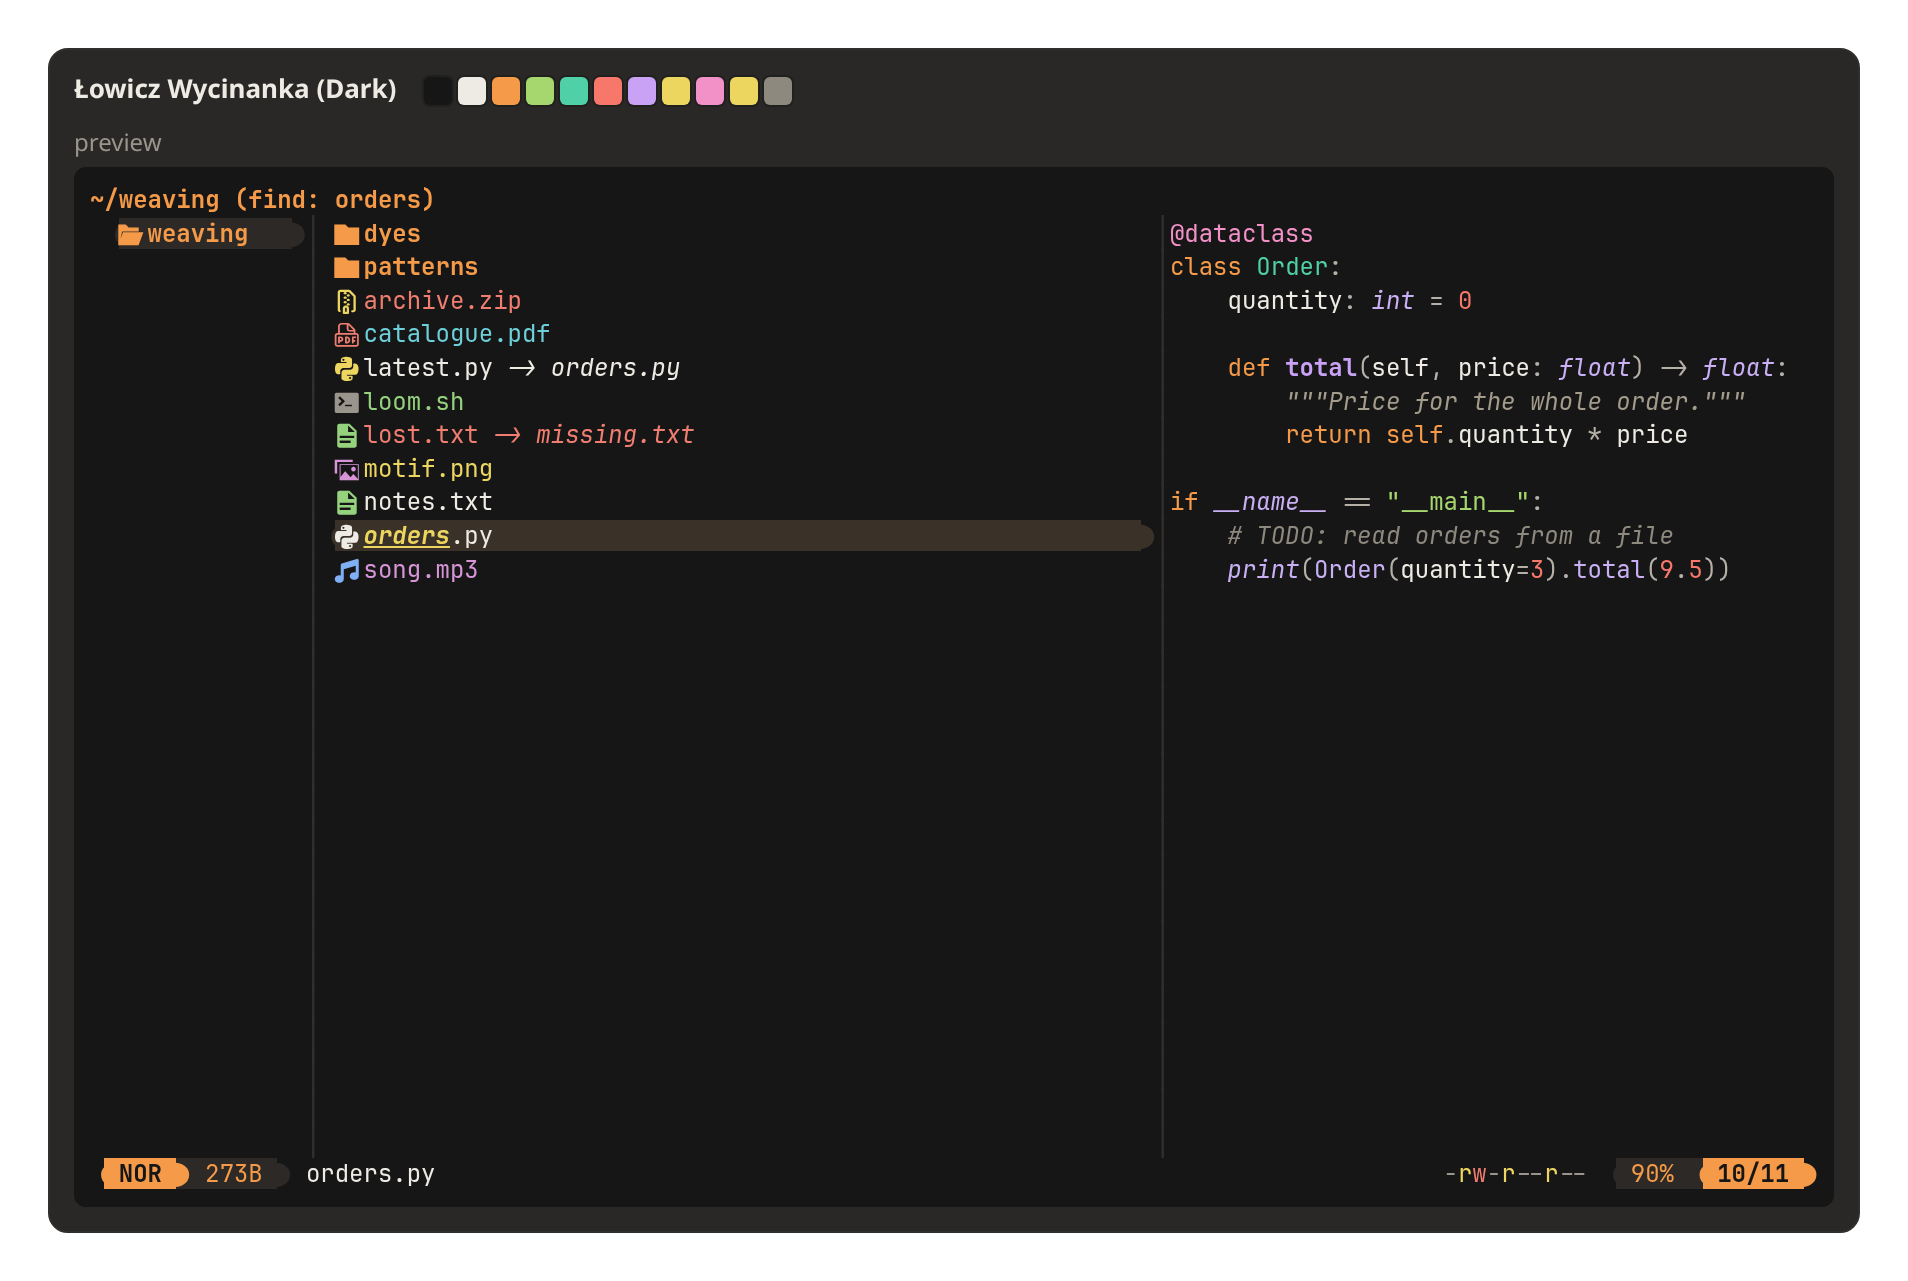 Łowicz Wycinanka (Dark)
preview
~/weaving (find: orders)
weaving
dyes
patterns
archive.zip
catalogue.pdf
latest.py -> orders.py
loom.sh
lost.txt -> missing.txt
motif.png
notes.txt
orders.py
song.mp3
@dataclass
class Order:
    quantity: int = 0
    def total(self, price: float) -> float:
        """Price for the whole order."""
        return self.quantity * price
if __name__ == "__main__":
    # TODO: read orders from a file
    print(Order(quantity=3).total(9.5))
NOR 273B orders.py -rw-r--r-- 90% 10/11